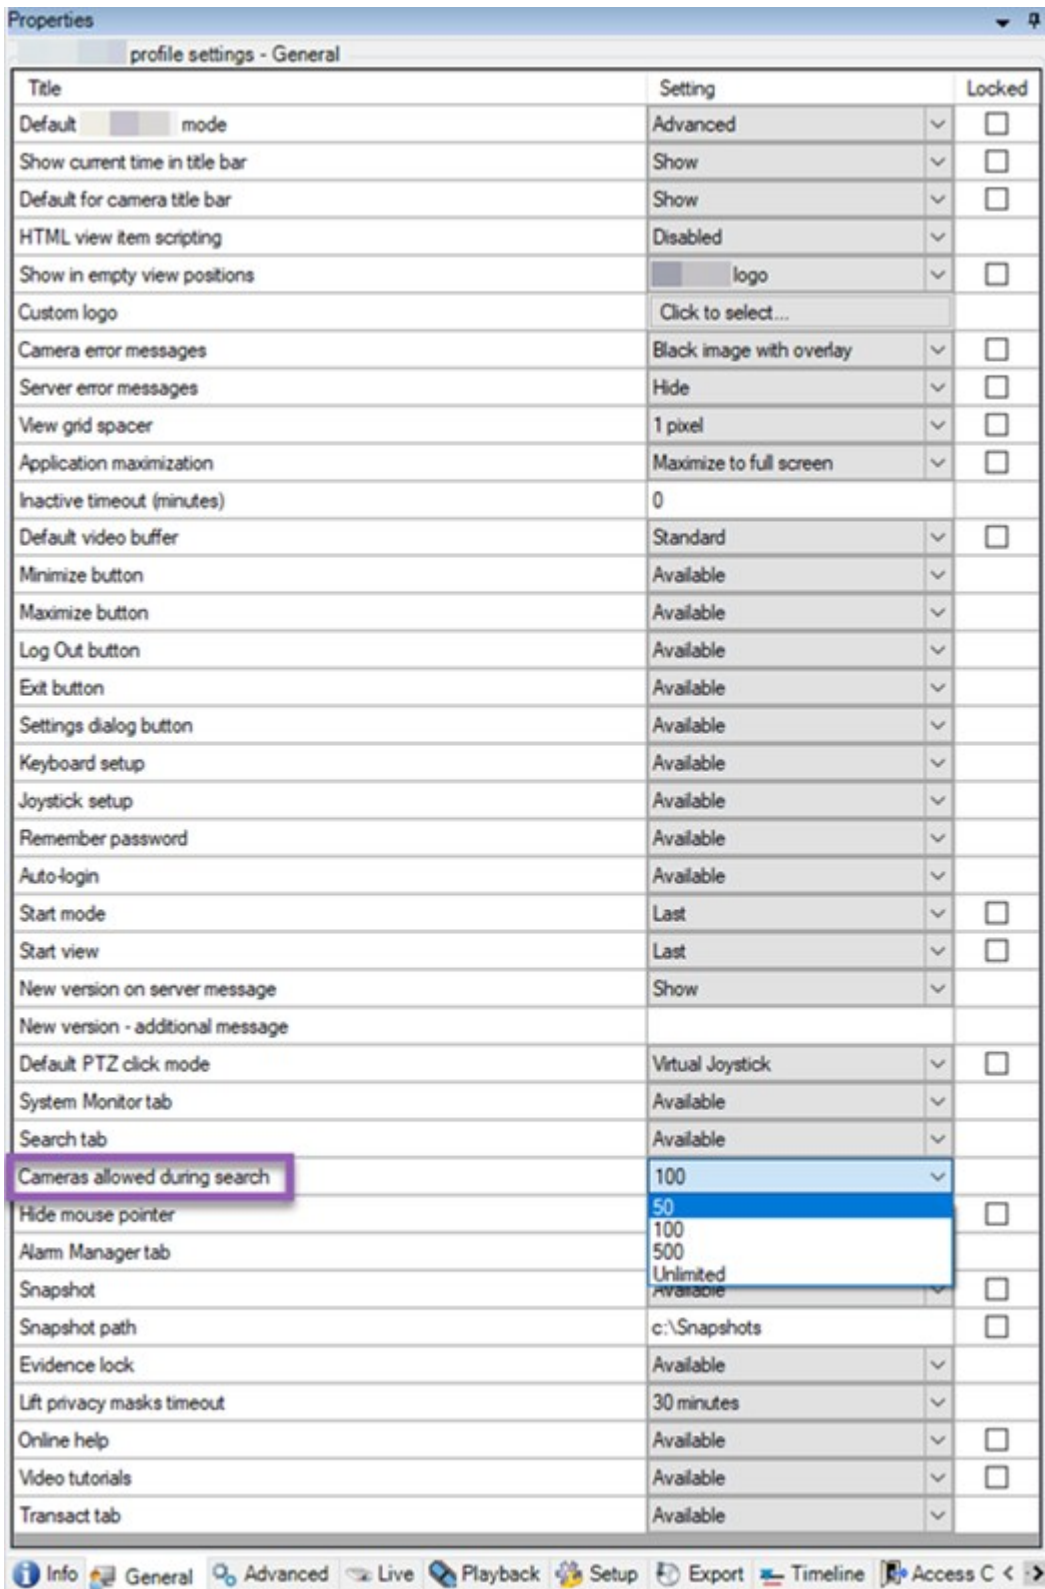 Properties
profile settings - General
Title Setting Locked
Default mode Advanced
Show current time in title bar Show
Default for camera title bar Show
HTML view item scripting Disabled
Show in empty view positions logo
Custom logo Click to select...
Camera error messages Black image with overlay
Server error messages Hide
View grid spacer 1 pixel
Application maximization Maximize to full screen
Inactive timeout (minutes) 0
Default video buffer Standard
Minimize button Available
Maximize button Available
Log Out button Available
Exit button Available
Settings dialog button Available
Keyboard setup Available
Joystick setup Available
Remember password Available
Auto-login Available
Start mode Last
Start view Last
New version on server message Show
New version - additional message
Default PTZ click mode Virtual Joystick
System Monitor tab Available
Search tab Available
Cameras allowed during search 100
50
Hide mouse pointer
100
500
Alarm Manager tab
Unlimited
Snapshot Available
Snapshot path c:\Snapshots
Evidence lock Available
Lift privacy masks timeout 30 minutes
Online help Available
Video tutorials Available
Transact tab Available
Info General Advanced Live Playback Setup Export Timeline Access C